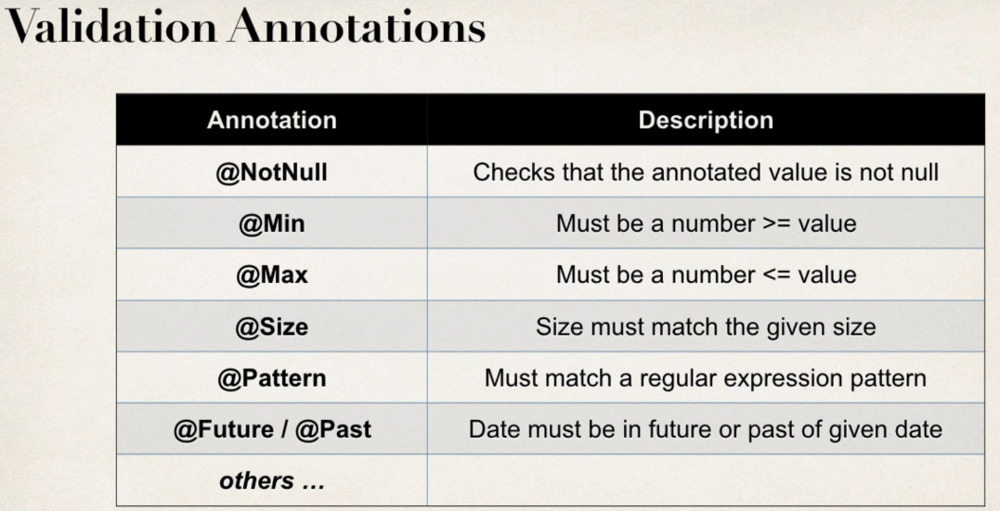 Validation Annotations
Annotation Description
@NotNull Checks that the annotated value is not null
@Min Must be a number >= value
@Max Must be a number <= value
@Size Size must match the given size
@Pattern Must match a regular expression pattern
@Future / @Past Date must be in future or past of given date
others …